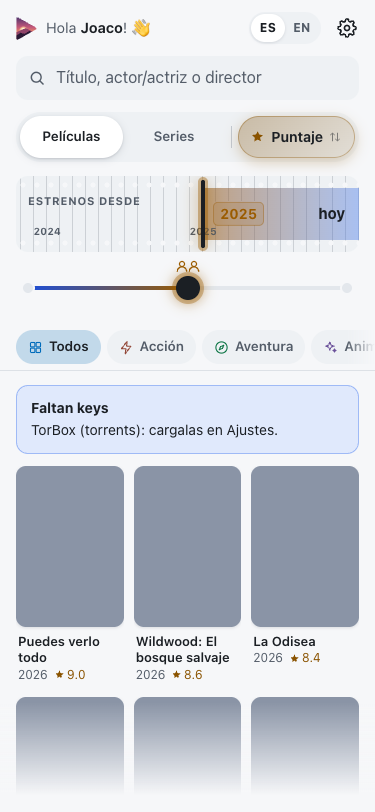 Hola Joaco! 👋
ES EN
Título, actor/actriz o director
Películas
Series
Puntaje
ESTRENOS DESDE
2025
hoy
2024
2025
Todos
Acción
Aventura
Anim
Faltan keys
TorBox (torrents): cargalas en Ajustes.
Puedes verlo
todo
2026 ★ 9.0
Wildwood: El
bosque salvaje
2026 ★ 8.6
La Odisea
2026 ★ 8.4